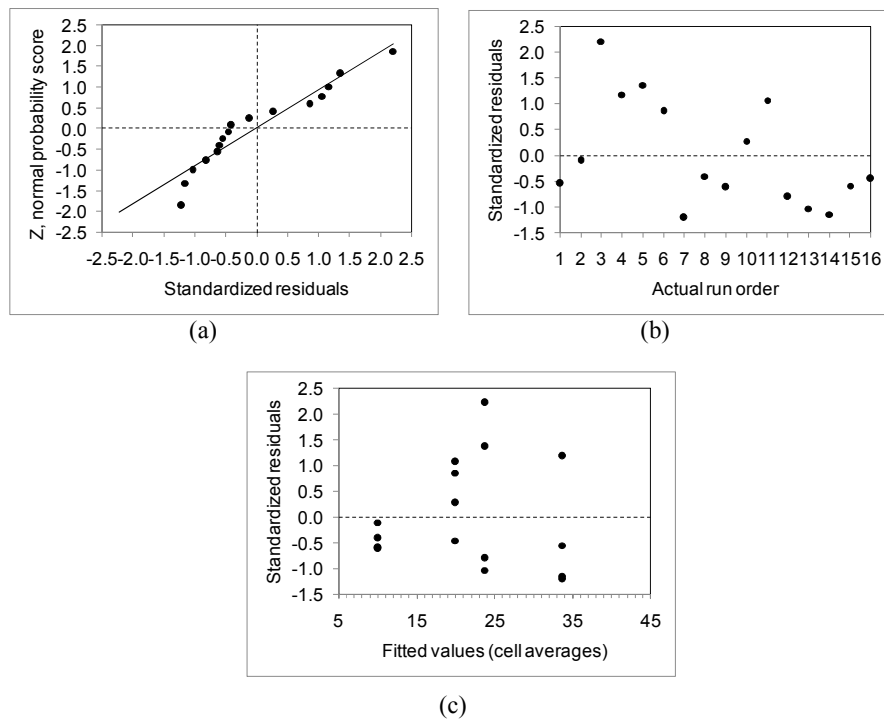 Z, normal probability score
2.5
2.0
1.5
1.0
0.5
0.0
-0.5
-1.0
-1.5
-2.0
-2.5
-2.5-2.0-1.5-1.0-0.5 0.0 0.5 1.0 1.5 2.0 2.5
Standardized residuals
(a)
Standardized residuals
2.5
2.0
1.5
1.0
0.5
0.0
-0.5
-1.0
-1.5
1 2 3 4 5 6 7 8 9 10 11 12 13 14 15 16
Actual run order
(b)
Standardized residuals
2.5
2.0
1.5
1.0
0.5
0.0
-0.5
-1.0
-1.5
5 15 25 35 45
Fitted values (cell averages)
(c)